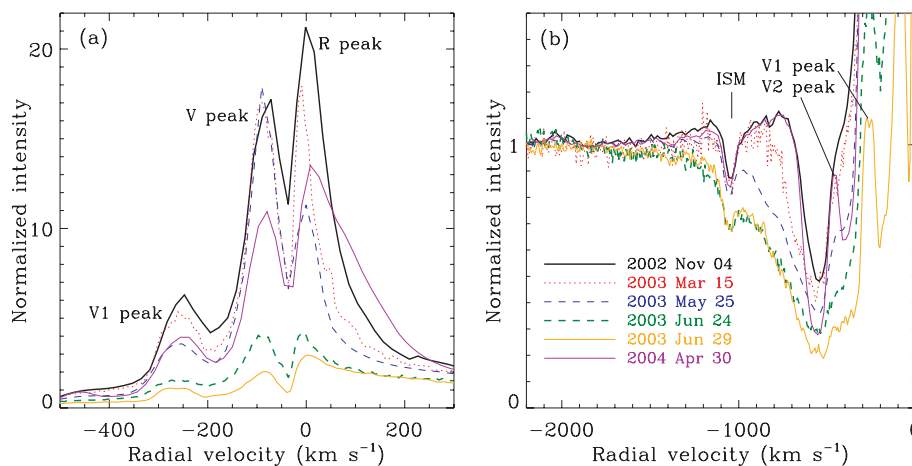 (a)
R peak
V peak
V1 peak
Normalized intensity
0
10
20
−400
−200
0
200
Radial velocity (km s⁻¹)
(b)
V1 peak
V2 peak
ISM
Normalized intensity
0
1
2002 Nov 04
2003 Mar 15
2003 May 25
2003 Jun 24
2003 Jun 29
2004 Apr 30
−2000
−1000
0
Radial velocity (km s⁻¹)